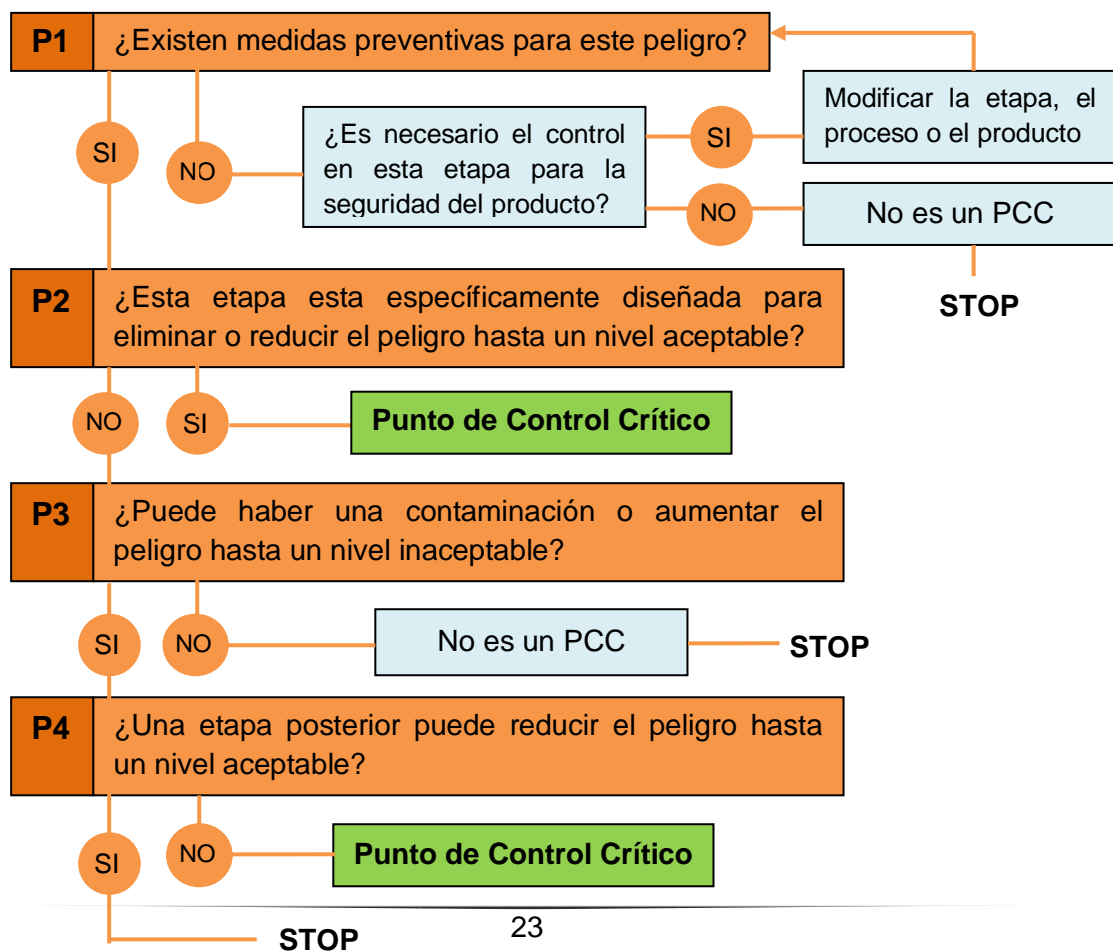 P1 ¿Existen medidas preventivas para este peligro?
Modificar la etapa, el
proceso o el producto
SI
NO
¿Es necesario el control
en esta etapa para la
seguridad del producto?
SI
NO
No es un PCC
STOP
P2 ¿Esta etapa esta específicamente diseñada para
eliminar o reducir el peligro hasta un nivel aceptable?
NO
SI
Punto de Control Crítico
P3 ¿Puede haber una contaminación o aumentar el
peligro hasta un nivel inaceptable?
SI
NO
No es un PCC
STOP
P4 ¿Una etapa posterior puede reducir el peligro hasta
un nivel aceptable?
SI
NO
Punto de Control Crítico
23
STOP